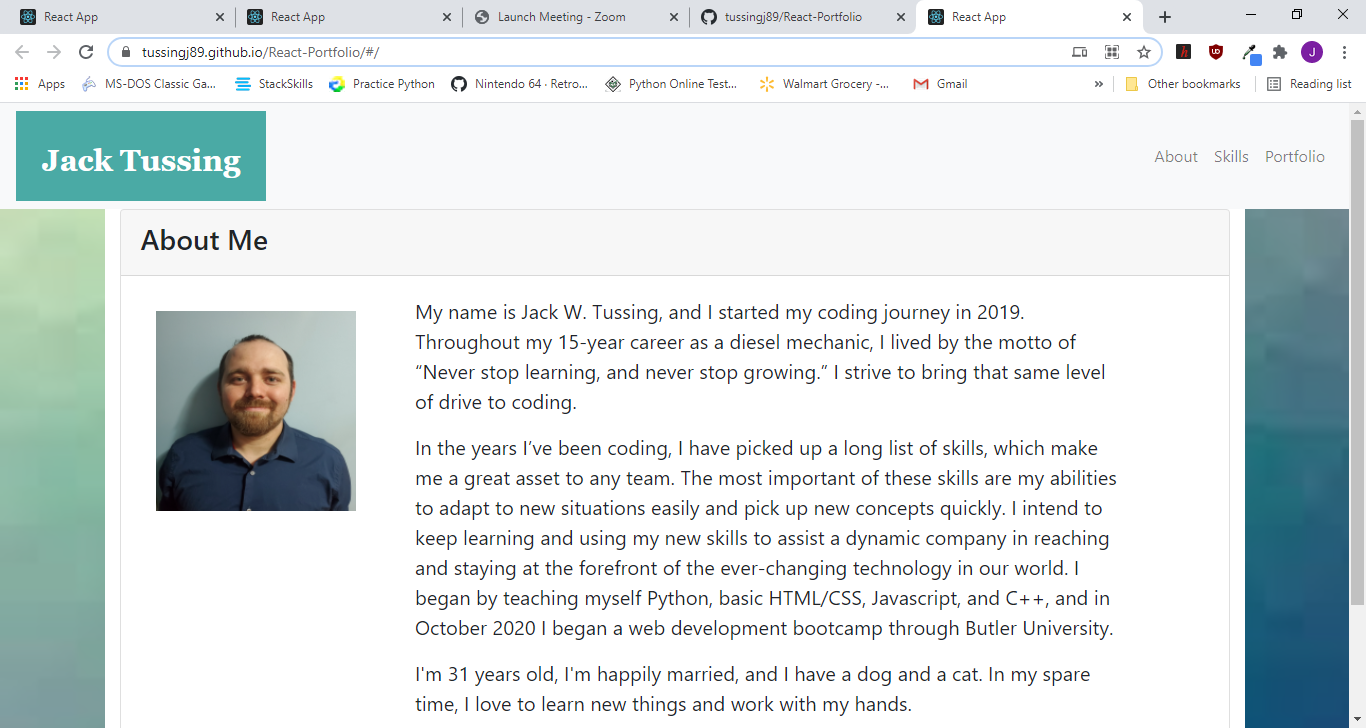 React App
React App
Launch Meeting - Zoom
tussingj89/React-Portfolio
React App
tussingj89.github.io/React-Portfolio/#/
J
Apps
MS-DOS Classic Ga...
StackSkills
Practice Python
Nintendo 64 · Retro...
Python Online Test...
Walmart Grocery -...
Gmail
»
Other bookmarks
Reading list
Jack Tussing
About Skills Portfolio
About Me
My name is Jack W. Tussing, and I started my coding journey in 2019.
Throughout my 15-year career as a diesel mechanic, I lived by the motto of
“Never stop learning, and never stop growing.” I strive to bring that same level
of drive to coding.
In the years I’ve been coding, I have picked up a long list of skills, which make
me a great asset to any team. The most important of these skills are my abilities
to adapt to new situations easily and pick up new concepts quickly. I intend to
keep learning and using my new skills to assist a dynamic company in reaching
and staying at the forefront of the ever-changing technology in our world. I
began by teaching myself Python, basic HTML/CSS, Javascript, and C++, and in
October 2020 I began a web development bootcamp through Butler University.
I'm 31 years old, I'm happily married, and I have a dog and a cat. In my spare
time, I love to learn new things and work with my hands.